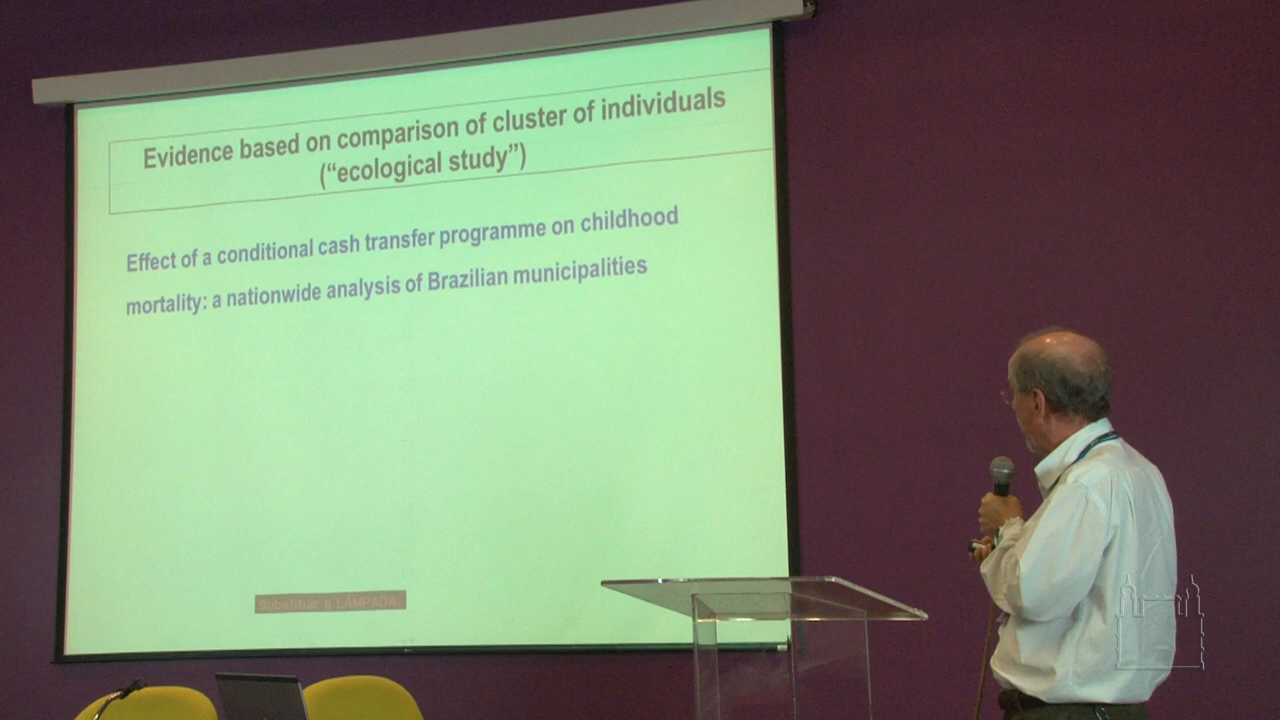 Evidence based on comparison of cluster of individuals
(“ecological study”)
Effect of a conditional cash transfer programme on childhood
mortality: a nationwide analysis of Brazilian municipalities
Substituir a LÂMPADA.